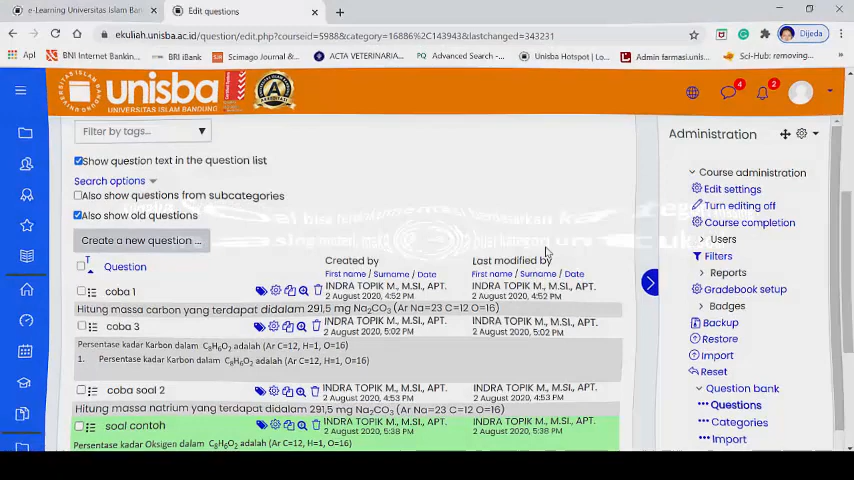 e-Learning Universitas Islam Ban
Edit questions
ekuliah.unisba.ac.id/question/edit.php?courseid=5988&category=16886%2C143943&lastchanged=343231
Dijeda
Apl
BNI Internet Bankin...
BRI iBank
Scimago Journal &...
ACTA VETERINARIA...
Advanced Search -...
Unisba Hotspot | Lo...
Admin farmasi.unis...
Sci-Hub: removing...
unisba
UNIVERSITAS ISLAM BANDUNG
4
2
Filter by tags...
Show question text in the question list
Search options
Also show questions from subcategories
Also show old questions
Create a new question ...
T
Question
Created by
First name / Surname / Date
Last modified by
First name / Surname / Date
coba 1
INDRA TOPIK M., M.SI., APT.
2 August 2020, 4:52 PM
INDRA TOPIK M., M.SI., APT.
2 August 2020, 4:52 PM
Hitung massa carbon yang terdapat didalam 291,5 mg Na₂CO₃ (Ar Na=23 C=12 O=16)
coba 3
INDRA TOPIK M., M.SI., APT.
2 August 2020, 5:02 PM
INDRA TOPIK M., M.SI., APT.
2 August 2020, 5:02 PM
Persentase kadar Karbon dalam C₈H₆O₂ adalah (Ar C=12, H=1, O=16)
1. Persentase kadar Karbon dalam C₈H₆O₂ adalah (Ar C=12, H=1, O=16)
coba soal 2
INDRA TOPIK M., M.SI., APT.
2 August 2020, 4:53 PM
INDRA TOPIK M., M.SI., APT.
2 August 2020, 4:53 PM
Hitung massa natrium yang terdapat didalam 291,5 mg Na₂CO₃ (Ar Na=23 C=12 O=16)
soal contoh
INDRA TOPIK M., M.SI., APT.
2 August 2020, 5:38 PM
INDRA TOPIK M., M.SI., APT.
2 August 2020, 5:38 PM
Persentase kadar Oksigen dalam C₈H₆O₂ adalah (Ar C=12, H=1, O=16)
Administration
Course administration
Edit settings
Turn editing off
Course completion
Users
Filters
Reports
Gradebook setup
Badges
Backup
Restore
Import
Reset
Question bank
Questions
Categories
Import